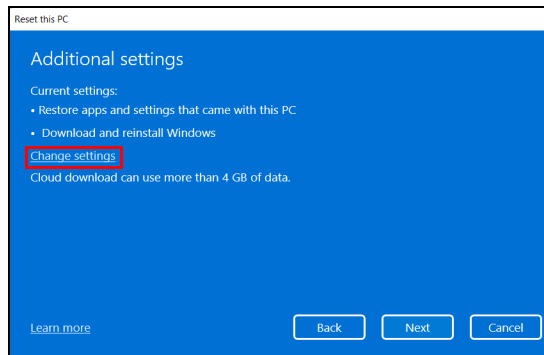 Reset this PC
Additional settings
Current settings:
• Restore apps and settings that came with this PC
• Download and reinstall Windows
Change settings
Cloud download can use more than 4 GB of data.
Learn more
Back
Next
Cancel